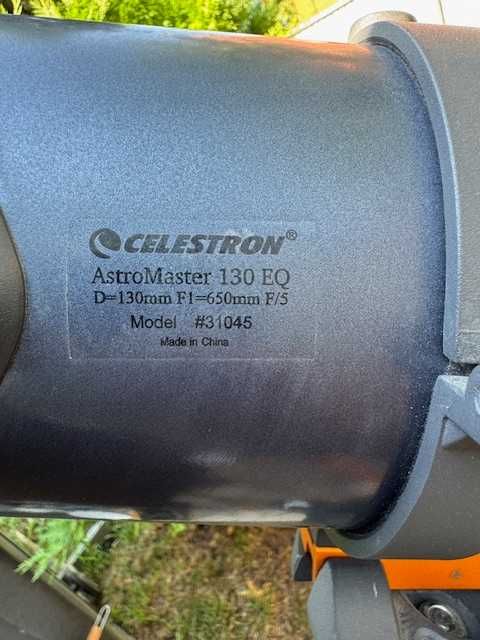 CELESTRON®
AstroMaster 130 EQ
D=130mm F1=650mm F/5
Model #31045
Made in China